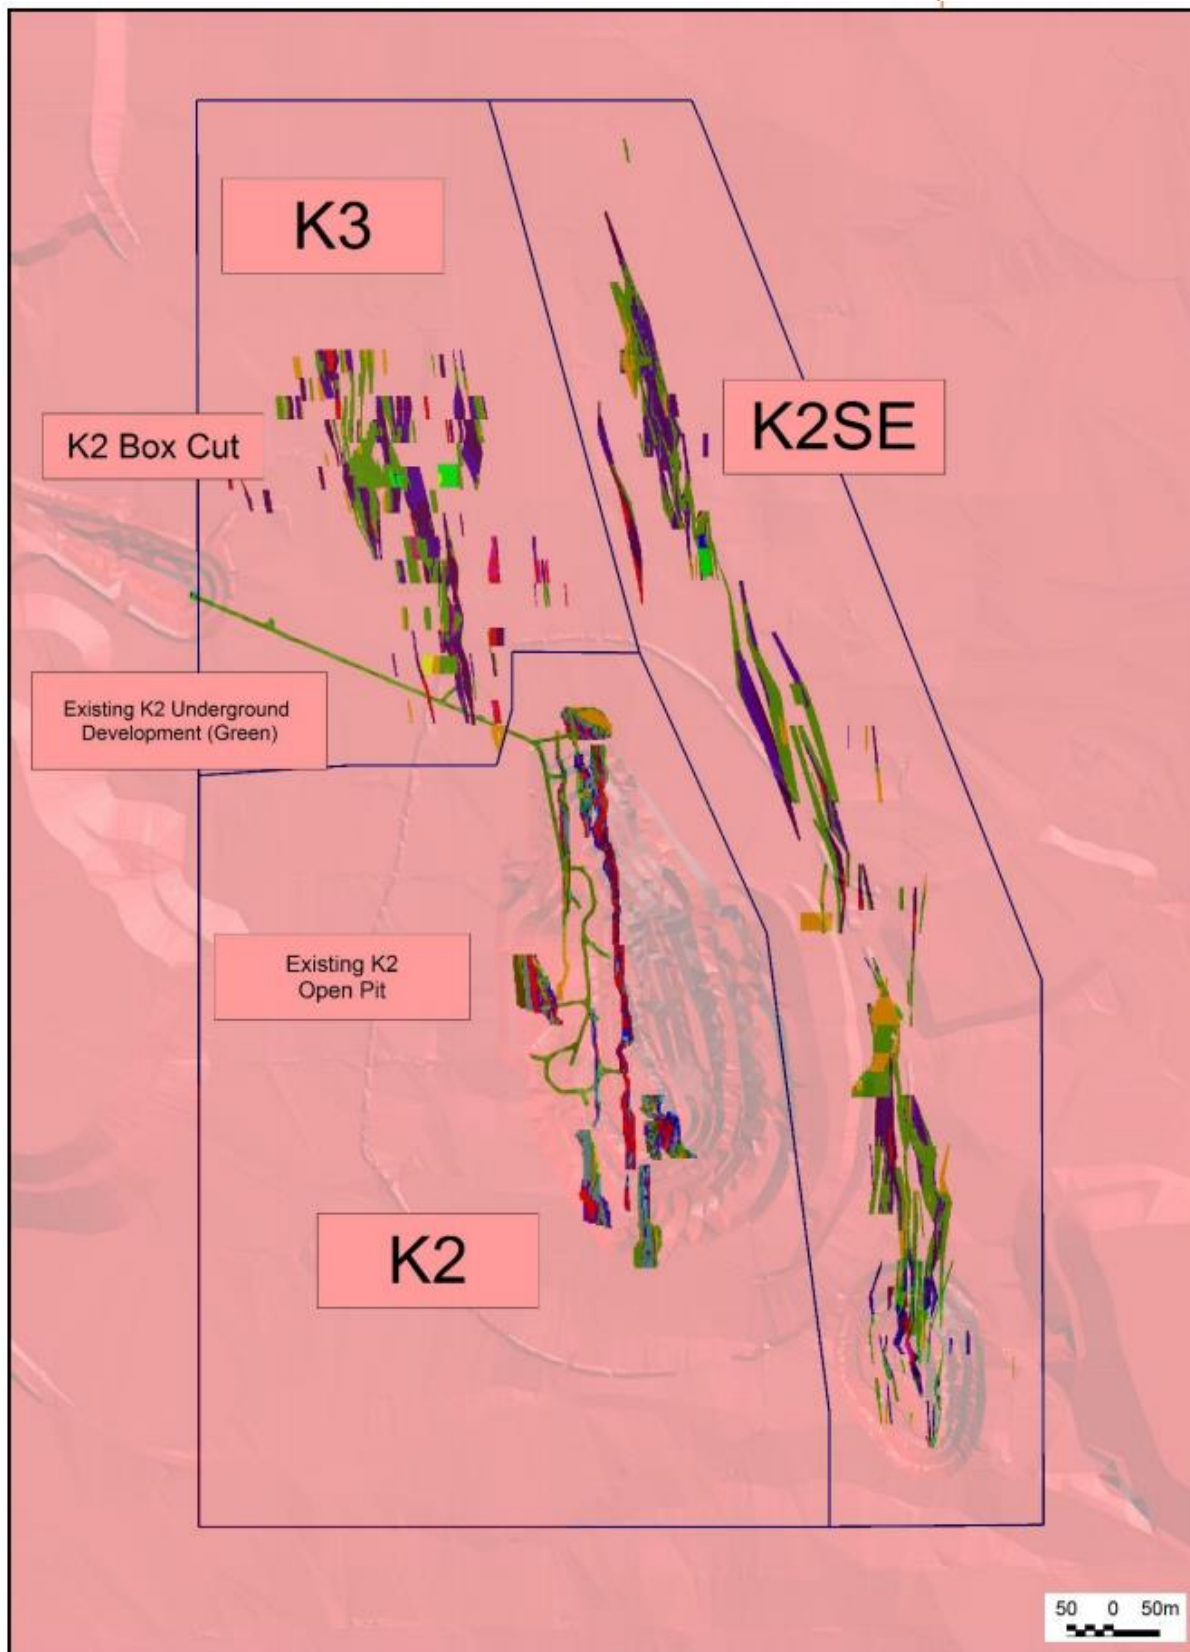 K3
K2SE
K2 Box Cut
Existing K2 Underground
Development (Green)
Existing K2
Open Pit
K2
50 0 50m